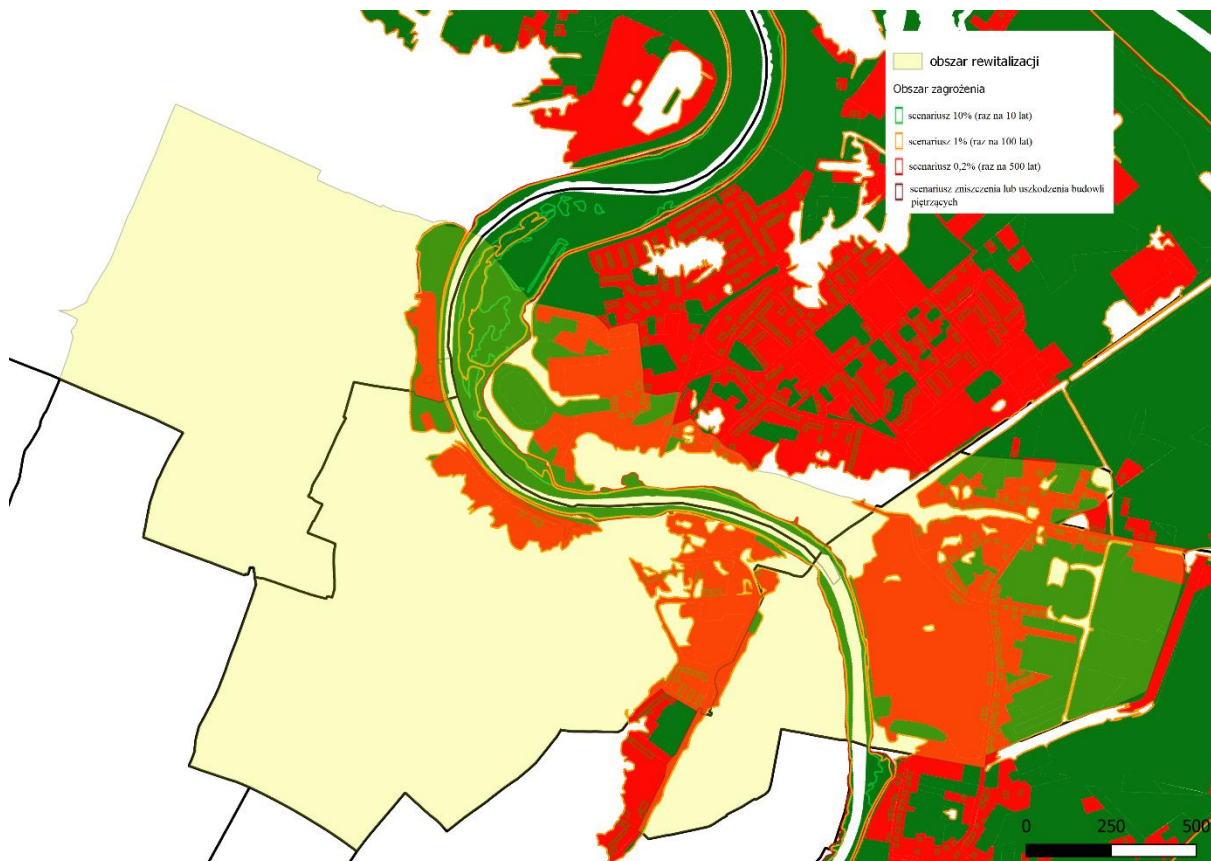 obszar rewitalizacji
Obszar zagrożenia
scenariusz 10% (raz na 10 lat)
scenariusz 1% (raz na 100 lat)
scenariusz 0,2% (raz na 500 lat)
scenariusz zniszczenia lub uszkodzenia budowli
piętrzących
0 250 500